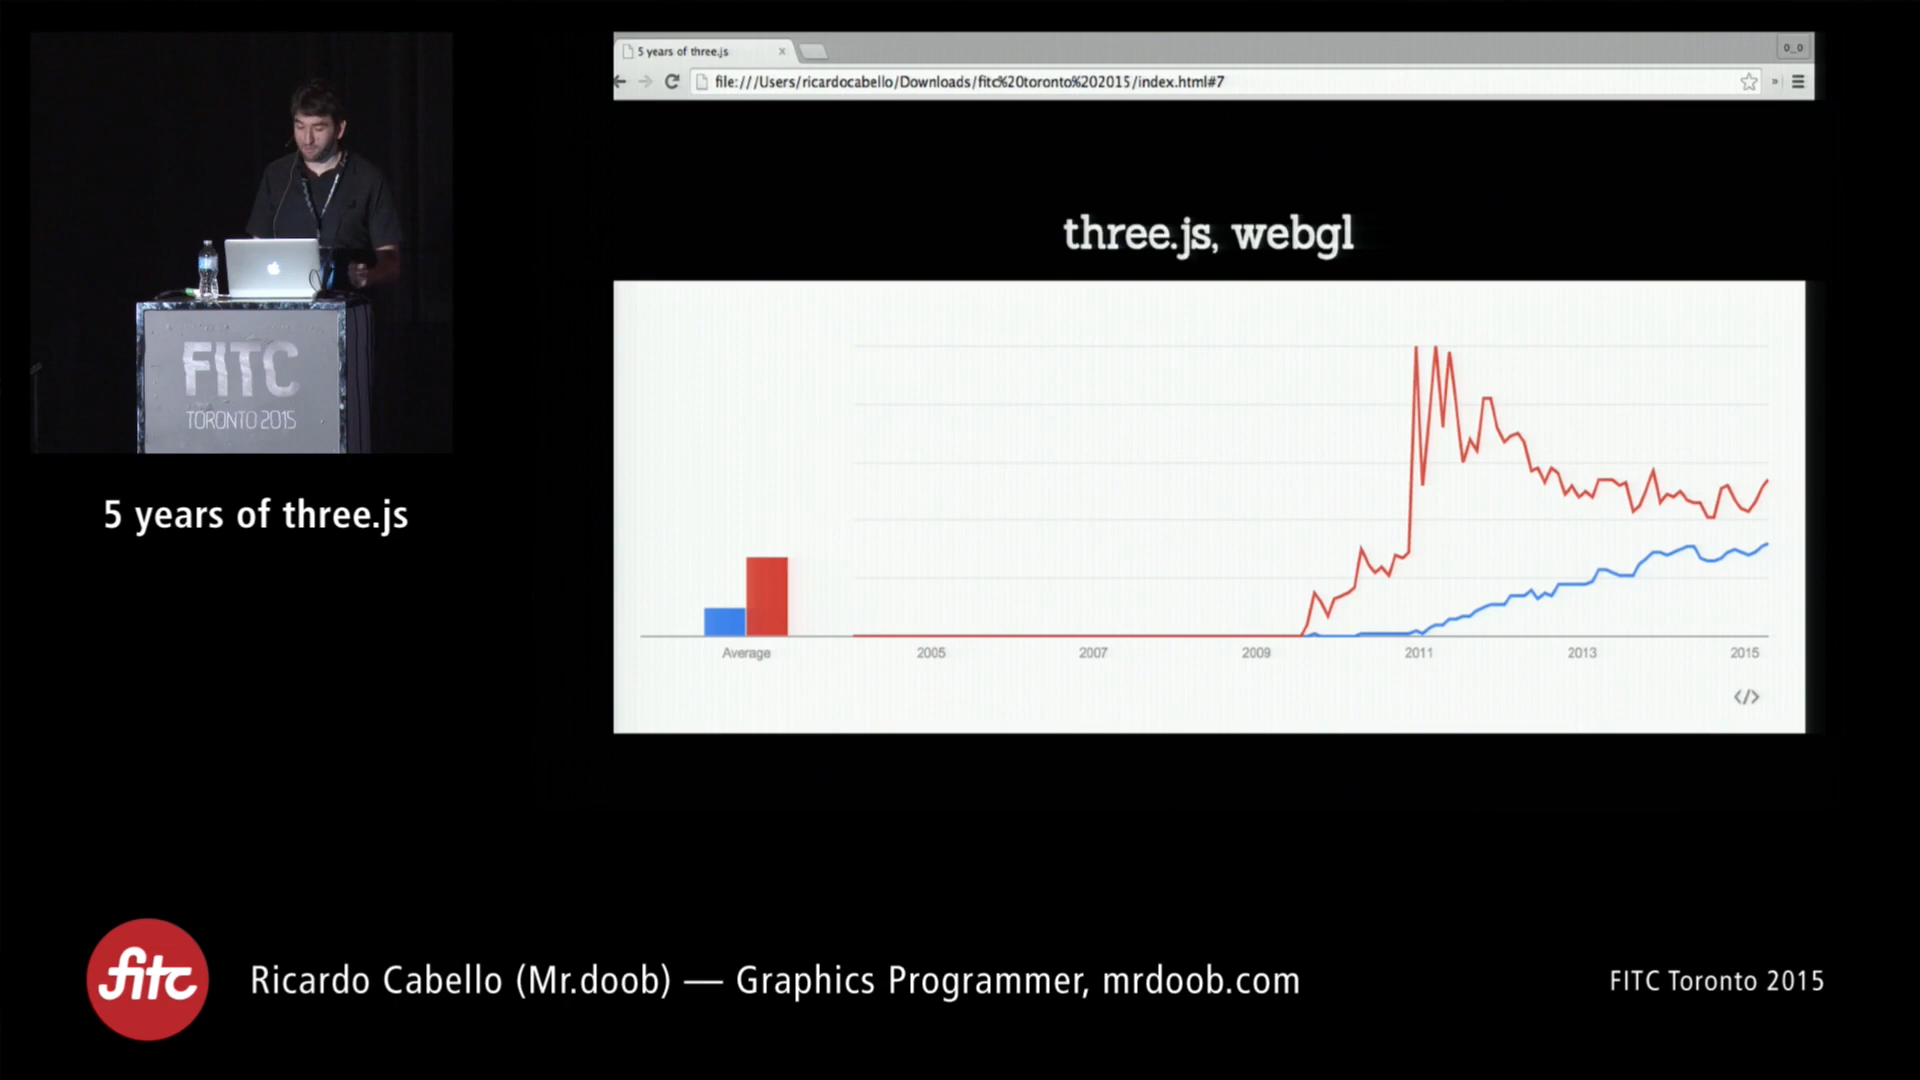 5 years of three.js
0_0
file:///Users/ricardocabello/Downloads/fitc%20toronto%202015/index.html#7
three.js, webgl
FITC
TORONTO 2015
5 years of three.js
Average
2005
2007
2009
2011
2013
2015
</>
fitc
Ricardo Cabello (Mr.doob) — Graphics Programmer, mrdoob.com
FITC Toronto 2015